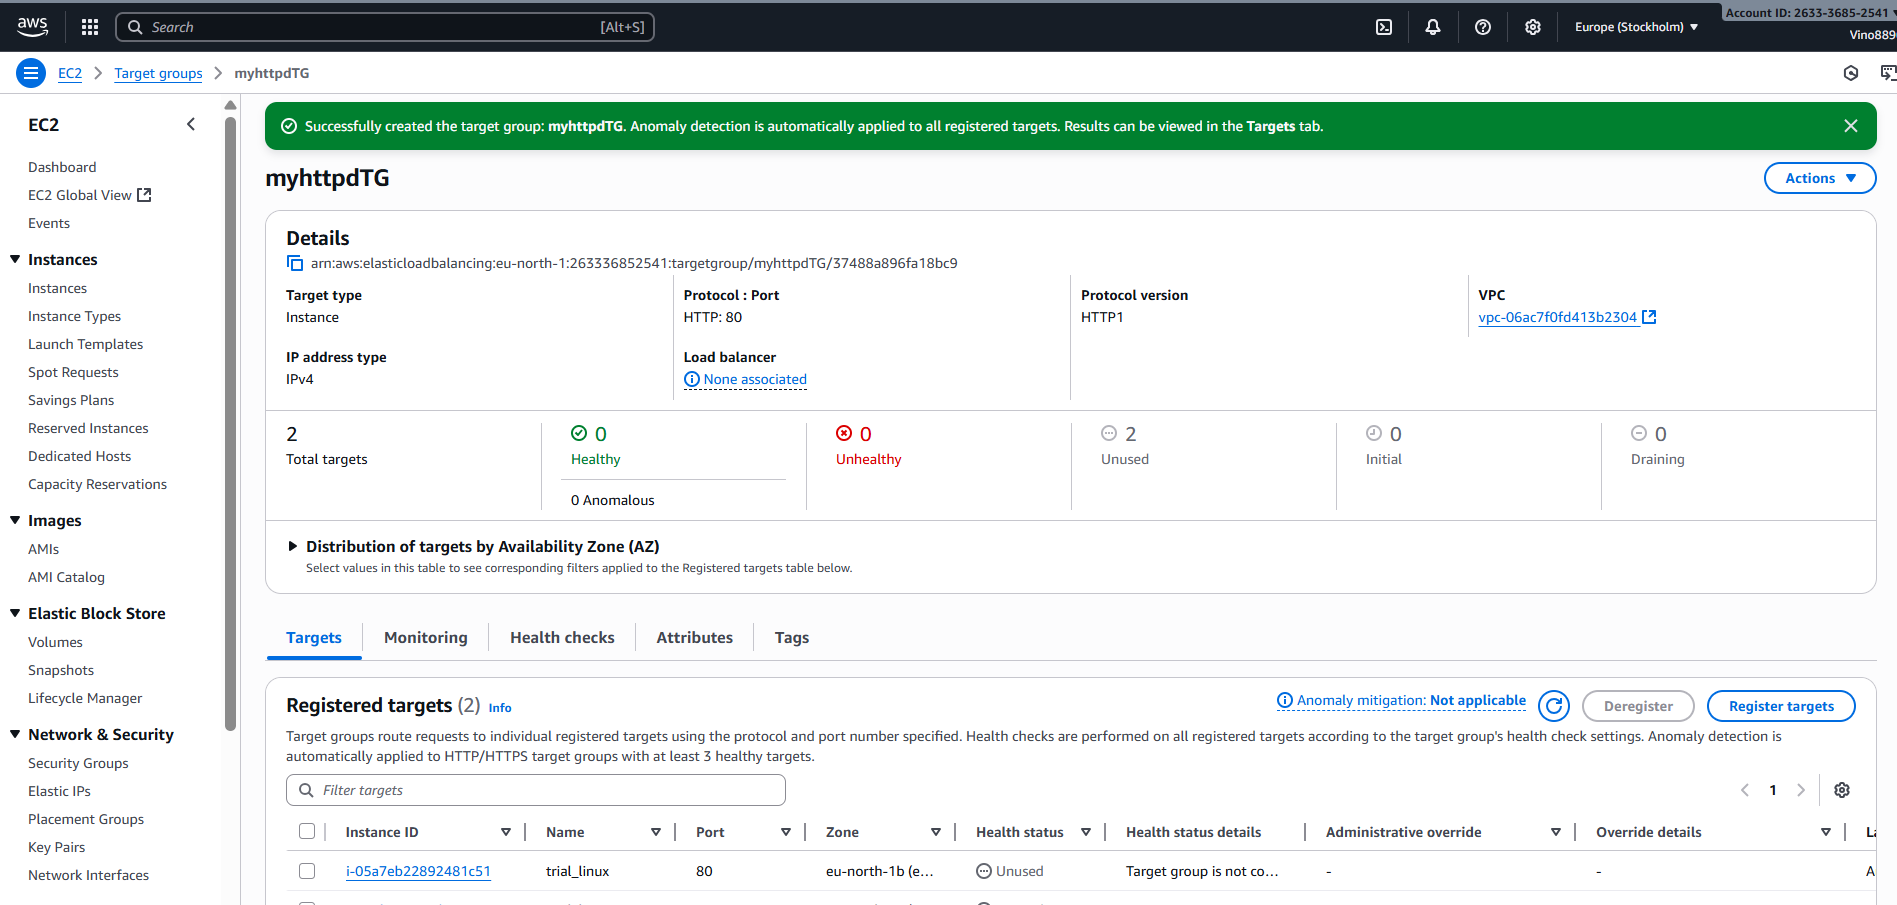 aws
Search [Alt+S]
Europe (Stockholm)
Account ID: 2633-3685-2541
Vino889
EC2 > Target groups > myhttpdTG
EC2
Dashboard
EC2 Global View
Events
Instances
Instances
Instance Types
Launch Templates
Spot Requests
Savings Plans
Reserved Instances
Dedicated Hosts
Capacity Reservations
Images
AMIs
AMI Catalog
Elastic Block Store
Volumes
Snapshots
Lifecycle Manager
Network & Security
Security Groups
Elastic IPs
Placement Groups
Key Pairs
Network Interfaces
Successfully created the target group: myhttpdTG. Anomaly detection is automatically applied to all registered targets. Results can be viewed in the Targets tab.
myhttpdTG
Actions
Details
arn:aws:elasticloadbalancing:eu-north-1:263336852541:targetgroup/myhttpdTG/37488a896fa18bc9
Target type
Instance
Protocol : Port
HTTP: 80
Protocol version
HTTP1
VPC
vpc-06ac7f0fd413b2304
IP address type
IPv4
Load balancer
None associated
2
Total targets
0
Healthy
0 Anomalous
0
Unhealthy
2
Unused
0
Initial
0
Draining
Distribution of targets by Availability Zone (AZ)
Select values in this table to see corresponding filters applied to the Registered targets table below.
Targets Monitoring Health checks Attributes Tags
Registered targets (2) Info
Anomaly mitigation: Not applicable
Deregister
Register targets
Target groups route requests to individual registered targets using the protocol and port number specified. Health checks are performed on all registered targets according to the target group's health check settings. Anomaly detection is
automatically applied to HTTP/HTTPS target groups with at least 3 healthy targets.
Filter targets
1
Instance ID Name Port Zone Health status Health status details Administrative override Override details
i-05a7eb22892481c51 trial_linux 80 eu-north-1b (e... Unused Target group is not co... - - A